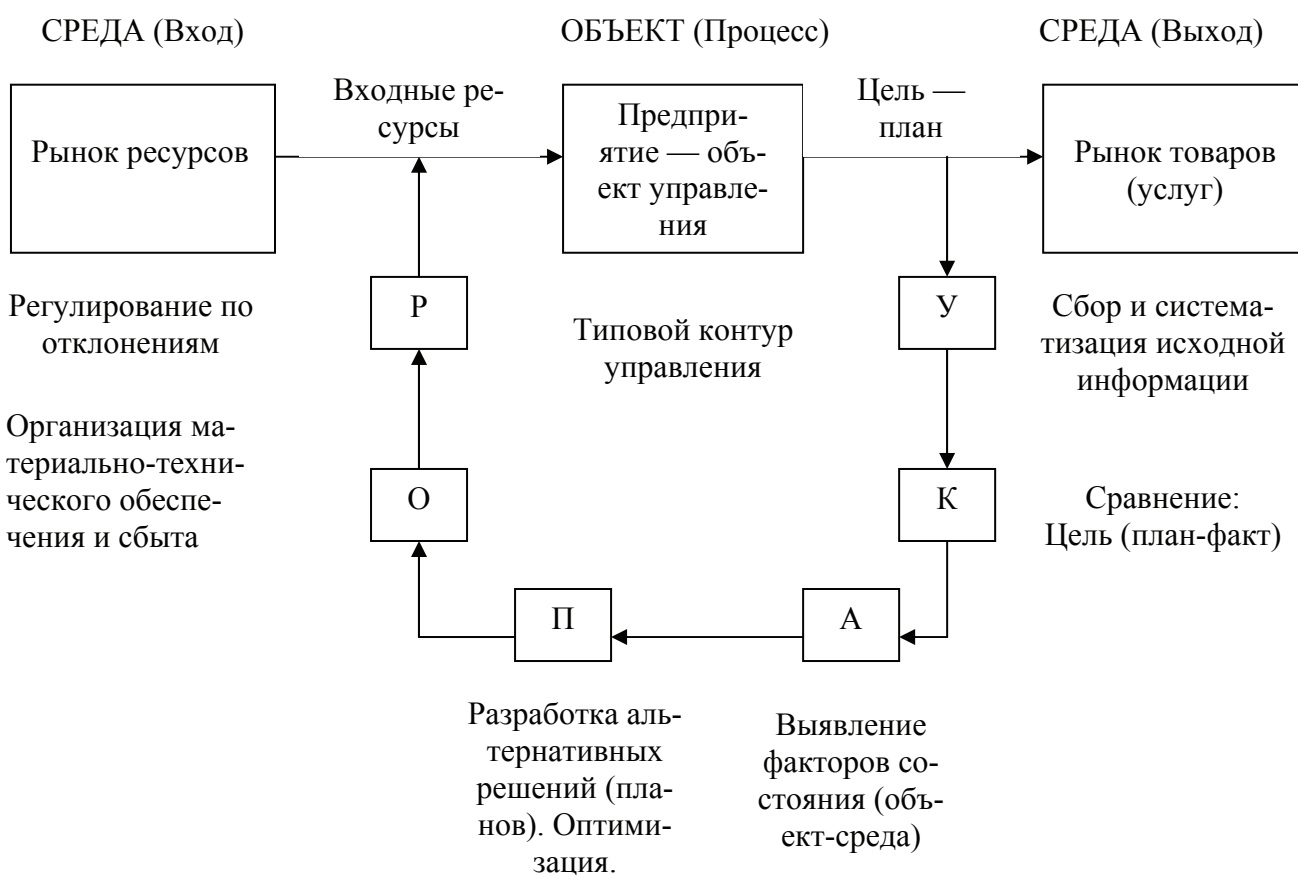 СРЕДА (Вход)
ОБЪЕКТ (Процесс)
СРЕДА (Выход)
Рынок ресурсов
Входные ре-
сурсы
Предпри-
ятие — объ-
ект управле-
ния
Цель —
план
Рынок товаров
(услуг)
Регулирование по
отклонениям
Р
Типовой контур
управления
У
Сбор и система-
тизация исходной
информации
Организация ма-
териально-техни-
ческого обеспе-
чения и сбыта
О
К
Сравнение:
Цель (план-факт)
П
А
Разработка аль-
тернативных
решений (пла-
нов). Оптими-
зация.
Выявление
факторов со-
стояния (объ-
ект-среда)